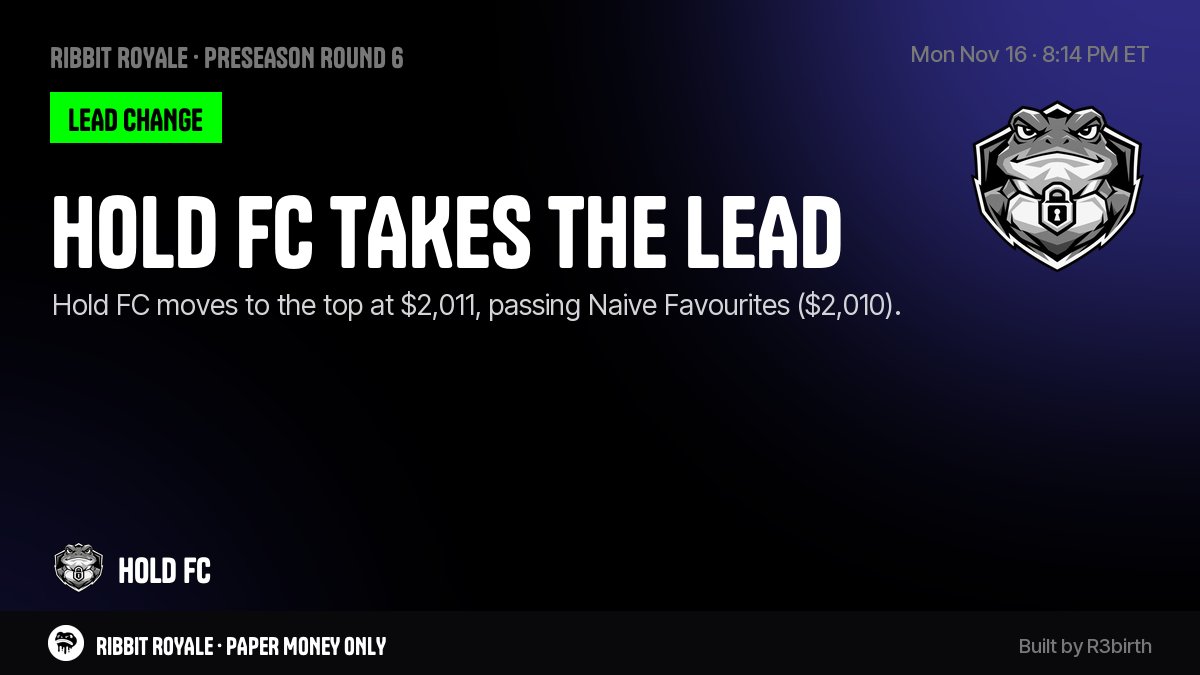 RIBBIT ROYALE · PRESEASON ROUND 6
Mon Nov 16 · 8:14 PM ET
LEAD CHANGE
HOLD FC TAKES THE LEAD
Hold FC moves to the top at $2,011, passing Naive Favourites ($2,010).
HOLD FC
RIBBIT ROYALE · PAPER MONEY ONLY
Built by R3birth